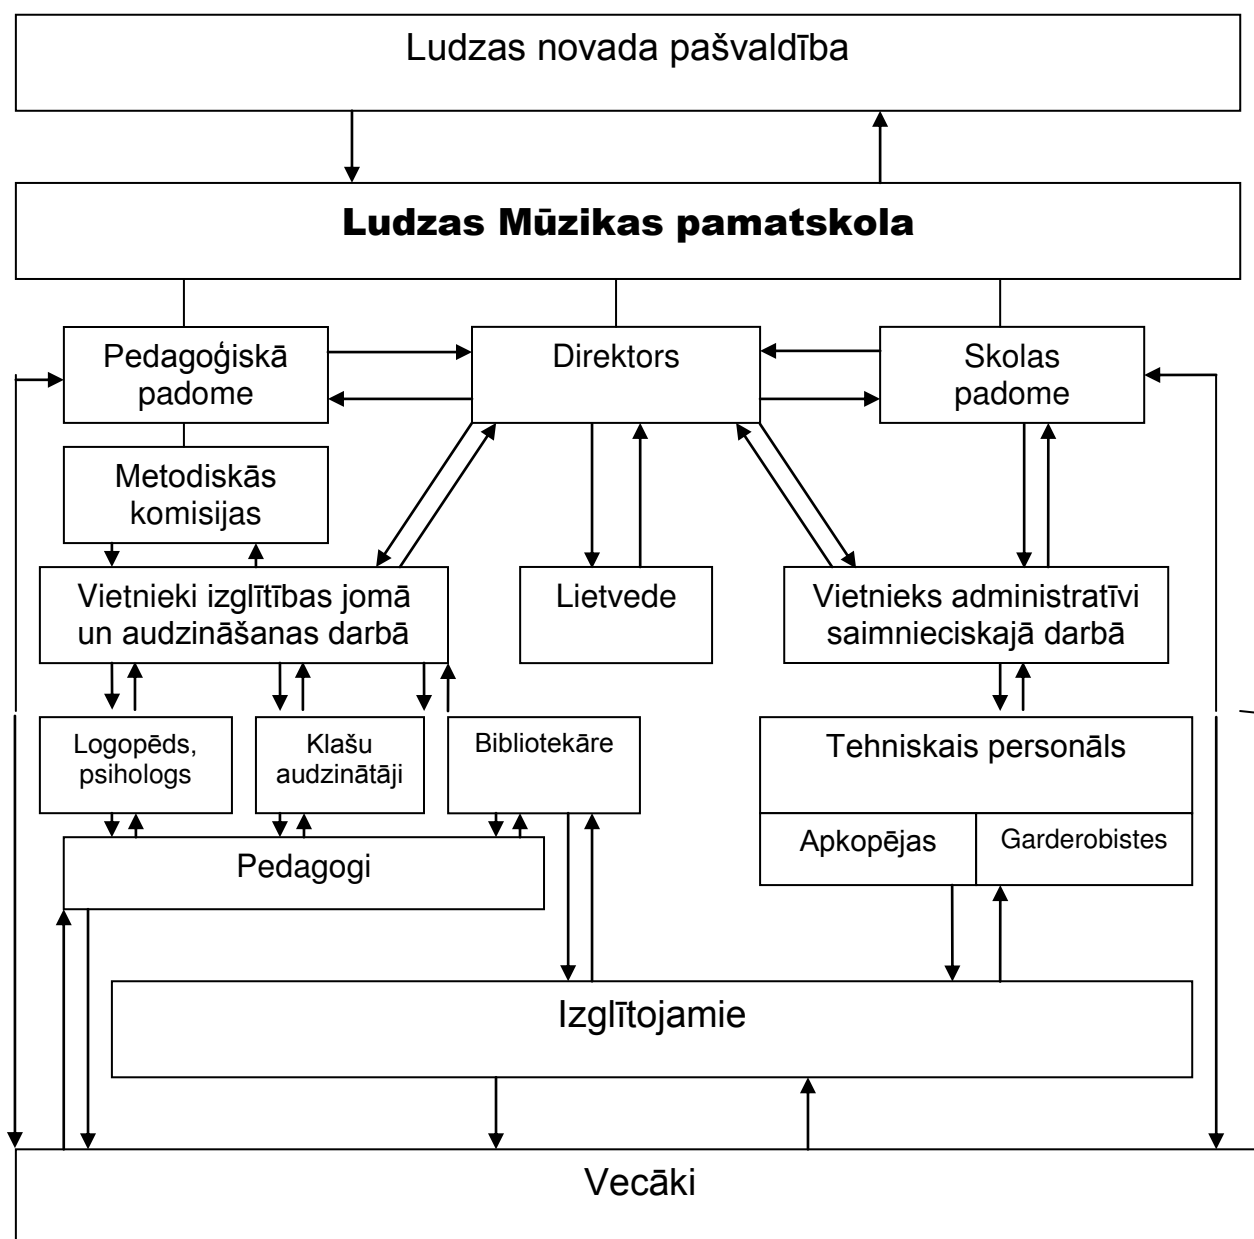 Ludzas novada pašvaldība
Ludzas Mūzikas pamatskola
Pedagoģiskā
padome
Direktors
Skolas
padome
Metodiskās
komisijas
Vietnieki izglītības jomā
un audzināšanas darbā
Lietvede
Vietnieks administratīvi
saimnieciskajā darbā
Logopēds,
psihologs
Klašu
audzinātāji
Bibliotekāre
Tehniskais personāls
Apkopējas
Garderobistes
Pedagogi
Izglītojamie
Vecāki